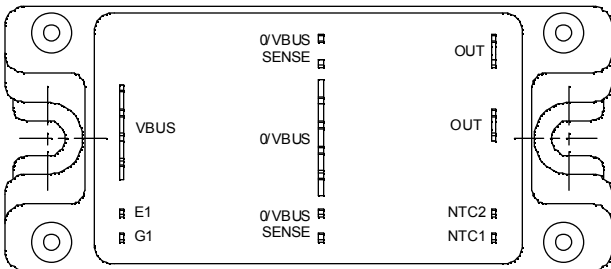 0/VBUS
SENSE
OUT
VBUS
0/VBUS
OUT
E1
0/VBUS
NTC2
G1
SENSE
NTC1